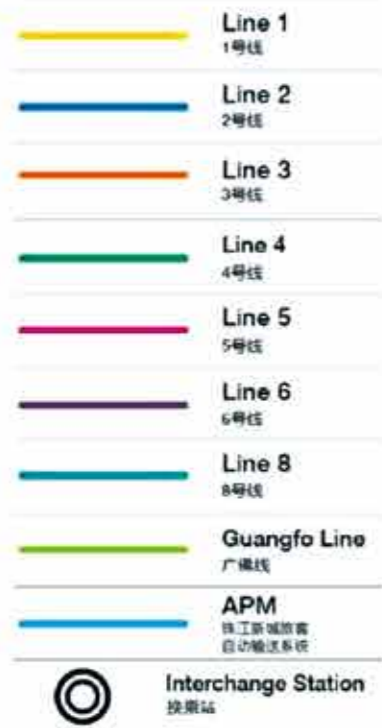 Line 1
1号线
Line 2
2号线
Line 3
3号线
Line 4
4号线
Line 5
5号线
Line 6
6号线
Line 8
8号线
Guangfo Line
广佛线
APM
珠江新城旅客
自动输送系统
Interchange Station
换乘站